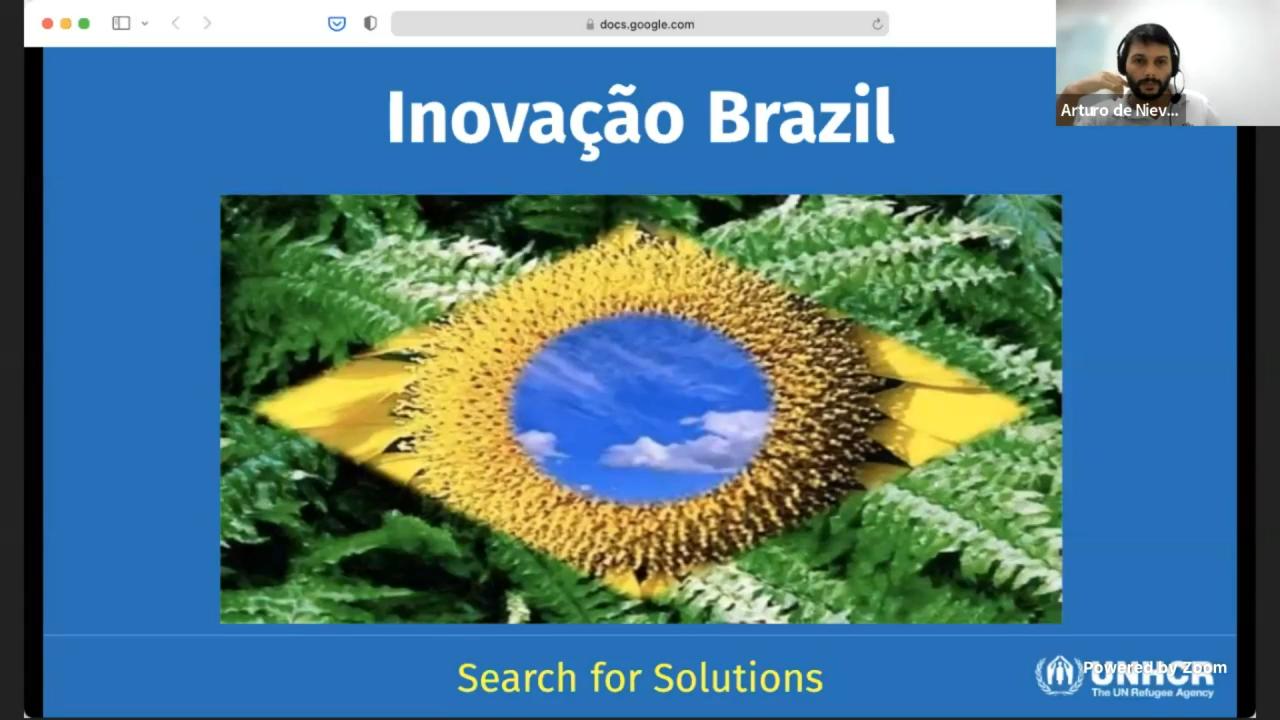 docs.google.com
Inovação Brazil
Arturo de Niev...
Search for Solutions
Powered by Zoom
UNHCR
The UN Refugee Agency